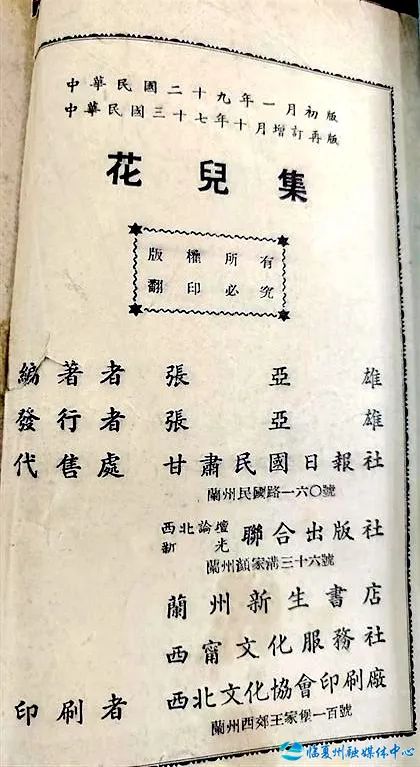 中華民國二十九年一月初版
中華民國三十七年十月增訂再版
花兒集
版權所有
翻印必究
編著者 張亞雄
發行者 張亞雄
代售處 甘肅民國日報社
蘭州民國路一六〇號
西北論壇
新光 聯合出版社
蘭州顏家溝三十六號
蘭州新生書店
西甯文化服務社
印刷者 西北文化協會印刷廠
蘭州西郊王家堡一百號
临夏州融媒体中心